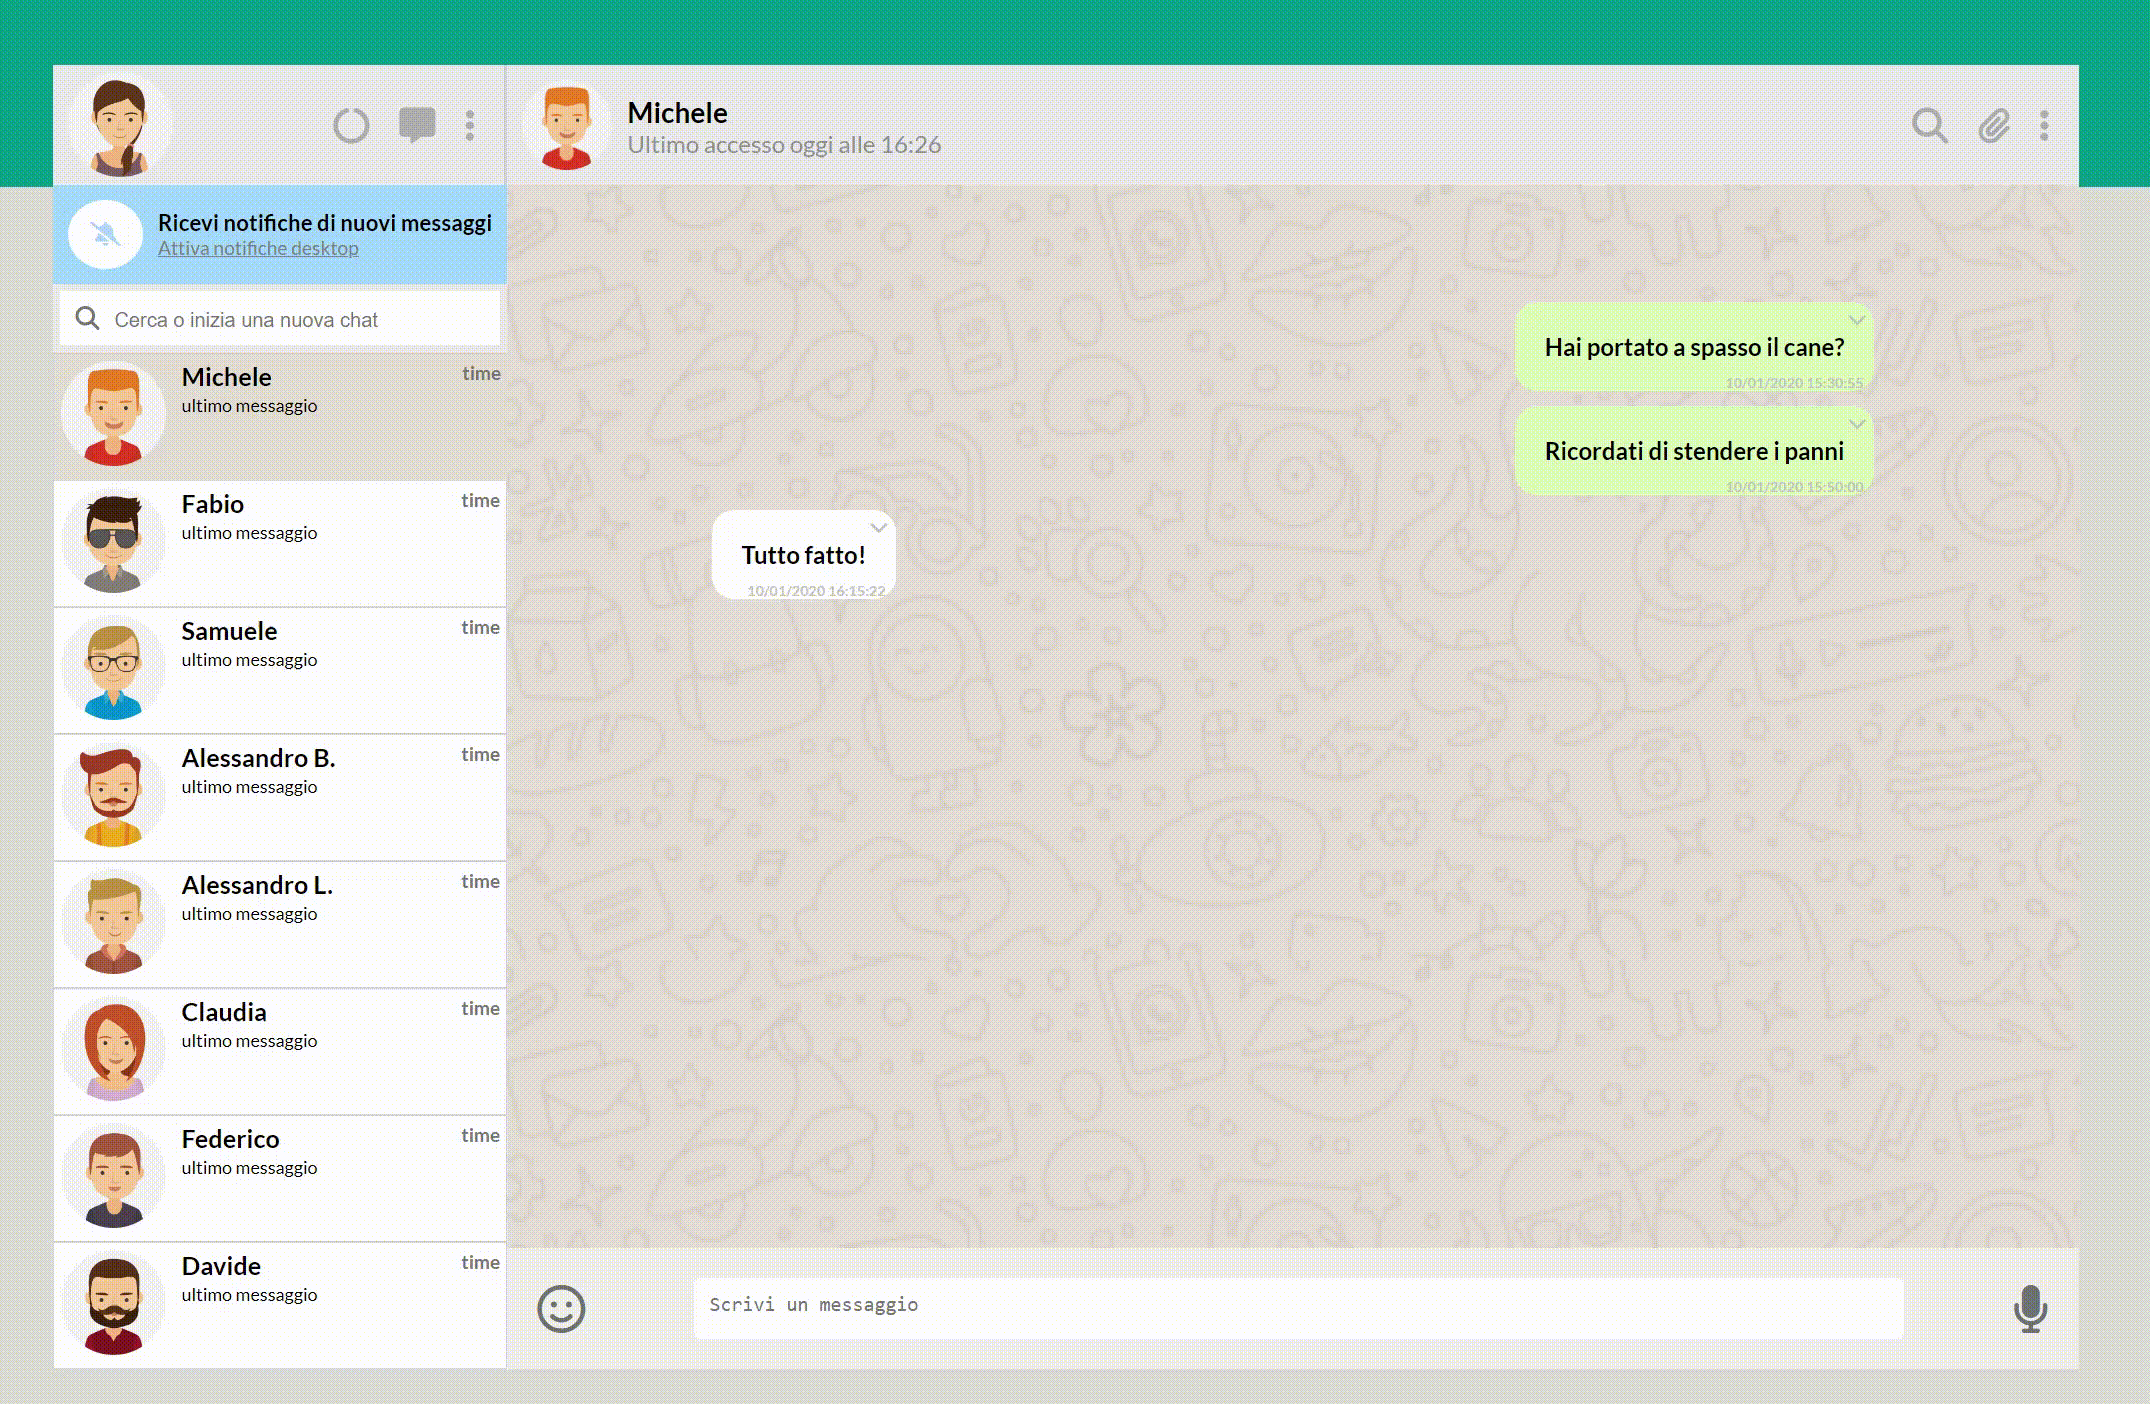 Michele
Ultimo accesso oggi alle 16:26
Ricevi notifiche di nuovi messaggi
Attiva notifiche desktop
Cerca o inizia una nuova chat
Michele
time
ultimo messaggio
Fabio
time
ultimo messaggio
Samuele
time
ultimo messaggio
Alessandro B.
time
ultimo messaggio
Alessandro L.
time
ultimo messaggio
Claudia
time
ultimo messaggio
Federico
time
ultimo messaggio
Davide
time
ultimo messaggio
Hai portato a spasso il cane?
10/01/2020 15:30:55
Ricordati di stendere i panni
10/01/2020 15:50:00
Tutto fatto!
10/01/2020 16:15:22
Scrivi un messaggio